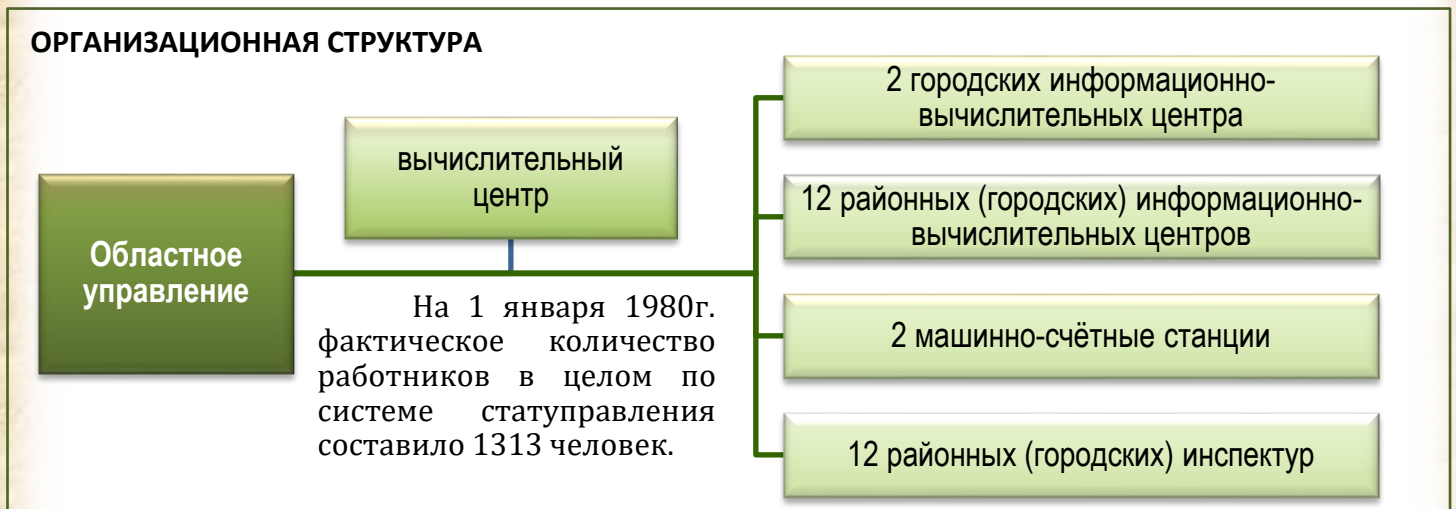 ОРГАНИЗАЦИОННАЯ СТРУКТУРА
Областное
управление
вычислительный
центр
На 1 января 1980г.
фактическое количество
работников в целом по
системе статуправления
составило 1313 человек.
2 городских информационно-
вычислительных центра
12 районных (городских) информационно-
вычислительных центров
2 машинно-счётные станции
12 районных (городских) инспектур